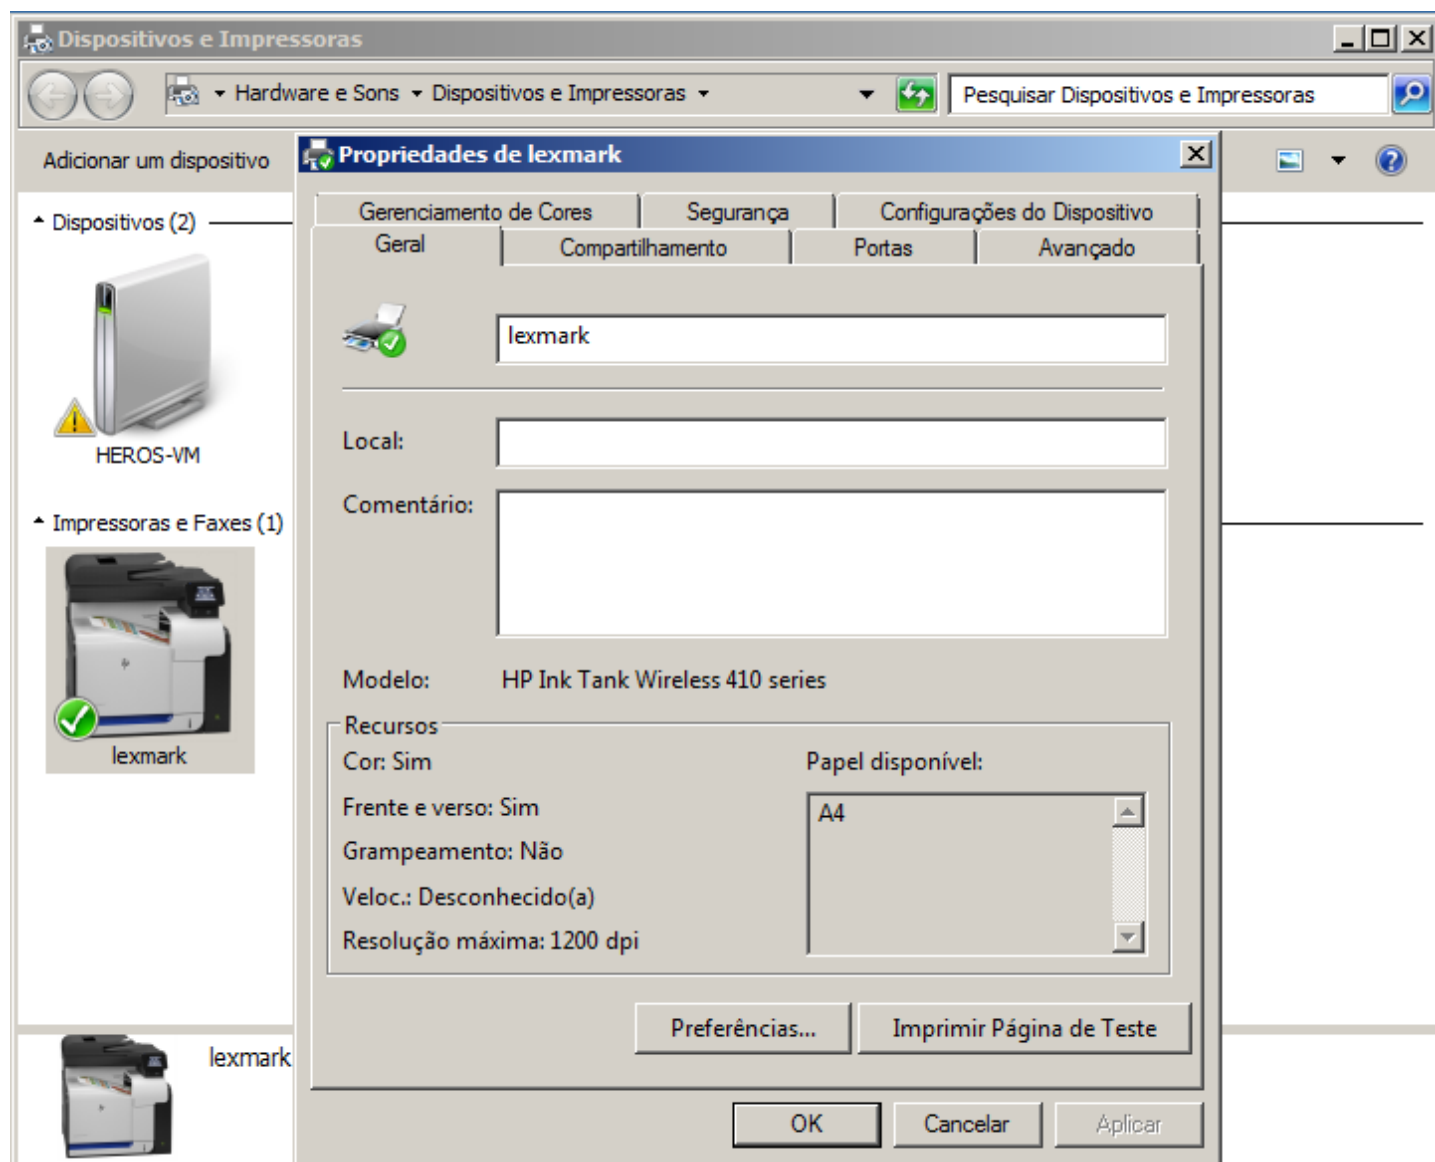 Dispositivos e Impressoras
Hardware e Sons Dispositivos e Impressoras
Pesquisar Dispositivos e Impressoras
Adicionar um dispositivo
Dispositivos (2)
HEROS-VM
Impressoras e Faxes (1)
lexmark
lexmark
Propriedades de lexmark
Gerenciamento de Cores Segurança Configurações do Dispositivo
Geral Compartilhamento Portas Avançado
lexmark
Local:
Comentário:
Modelo: HP Ink Tank Wireless 410 series
Recursos
Cor: Sim
Frente e verso: Sim
Grampeamento: Não
Veloc.: Desconhecido(a)
Resolução máxima: 1200 dpi
Papel disponível:
A4
Preferências... Imprimir Página de Teste
OK Cancelar Aplicar